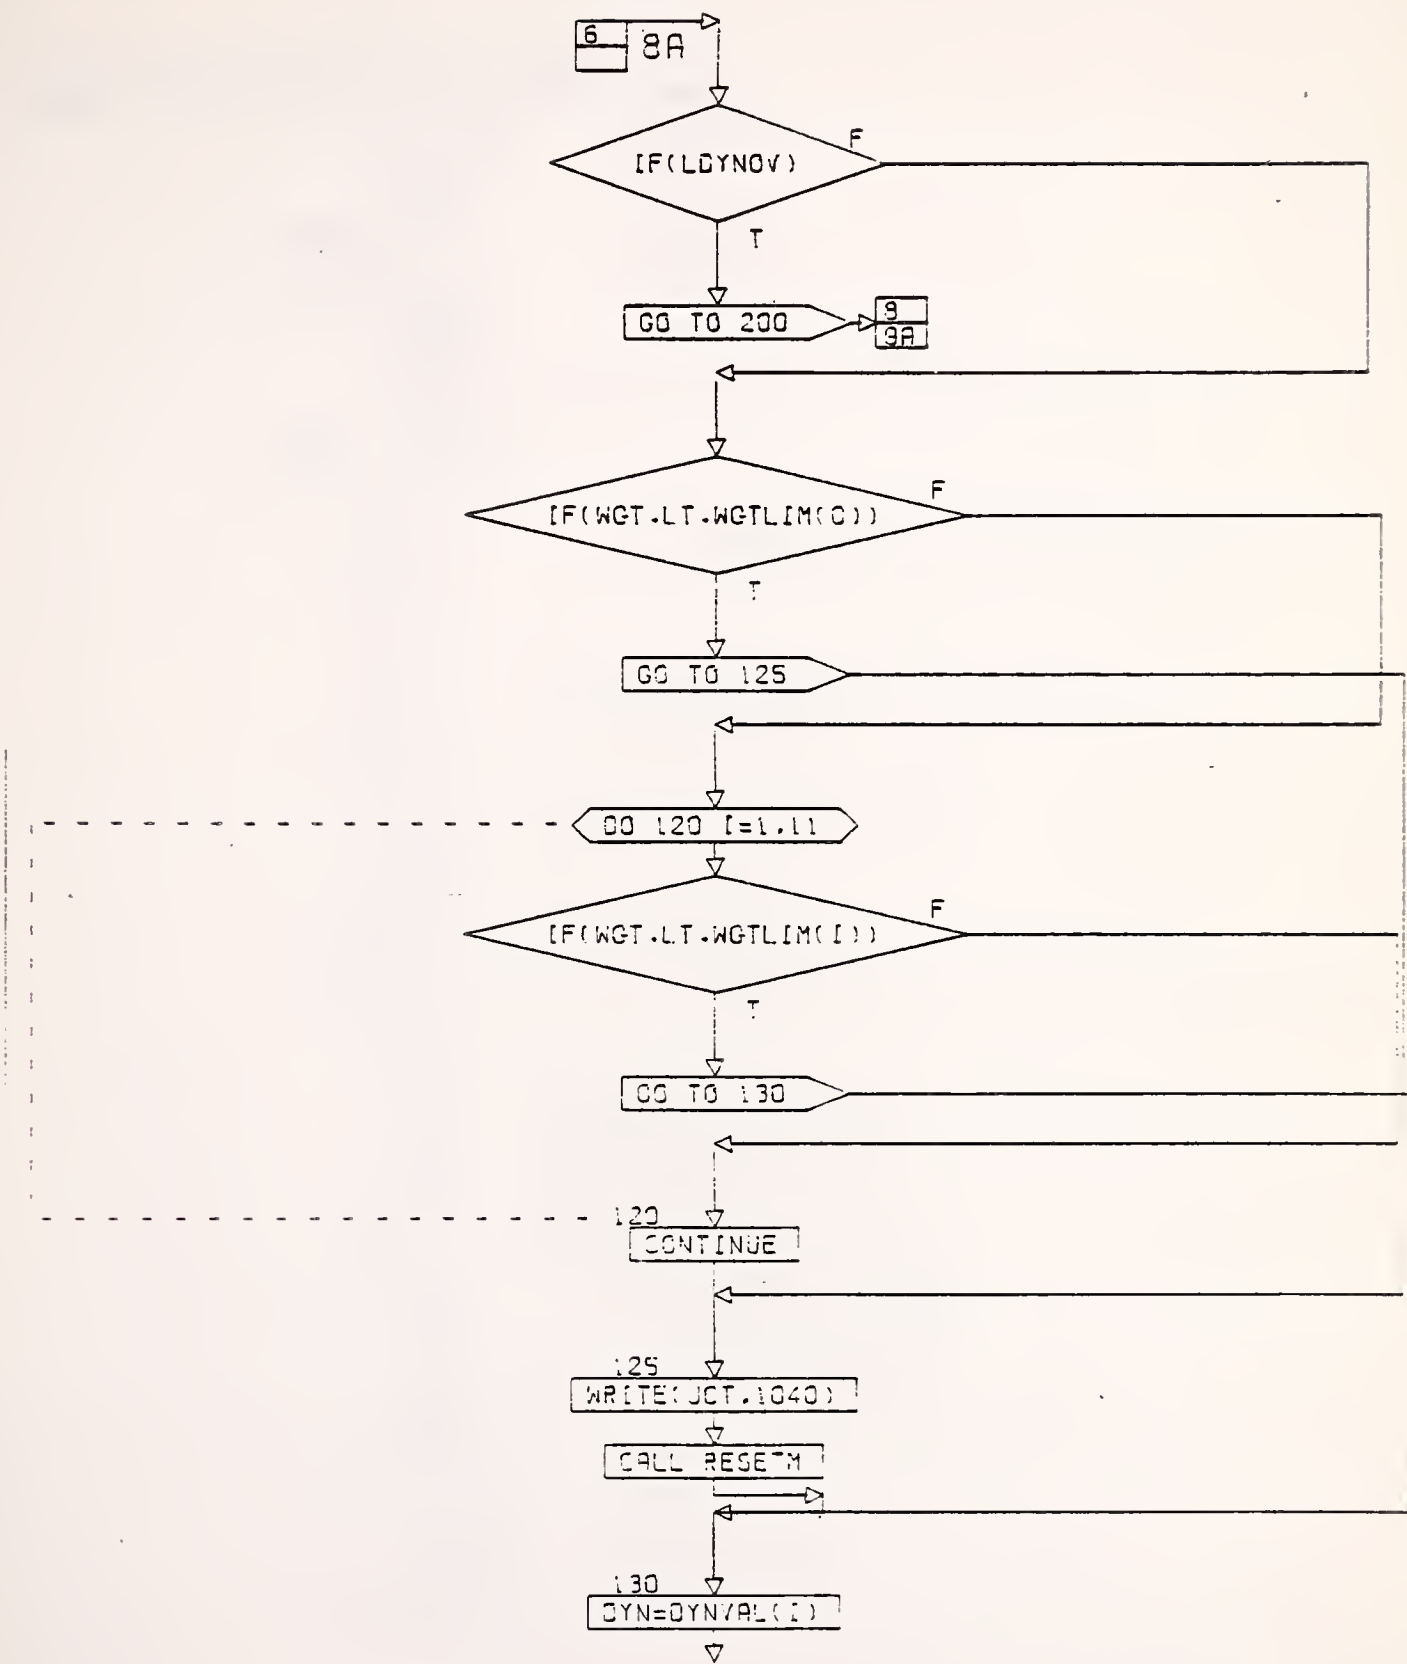 6
8A
F
IF(LDYNOV)
T
GO TO 200
9
9A
F
IF(WGT.LT.WGTLIM(0))
T
GO TO 125
DO 120 I=1.11
F
IF(WGT.LT.WGTLIM(I))
T
GO TO 130
120
CONTINUE
125
WRITE(JCT.1040)
CALL RESETM
130
DYN=DYNVAL(I)